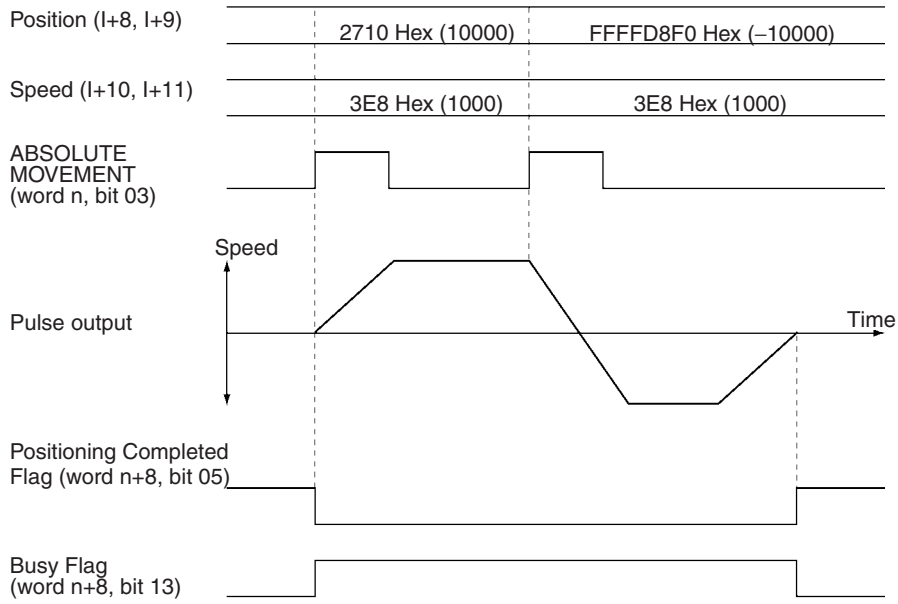 Position (I+8, I+9)
2710 Hex (10000)
FFFFD8F0 Hex (−10000)
Speed (I+10, I+11)
3E8 Hex (1000)
3E8 Hex (1000)
ABSOLUTE
MOVEMENT
(word n, bit 03)
Speed
Pulse output
Time
Positioning Completed
Flag (word n+8, bit 05)
Busy Flag
(word n+8, bit 13)